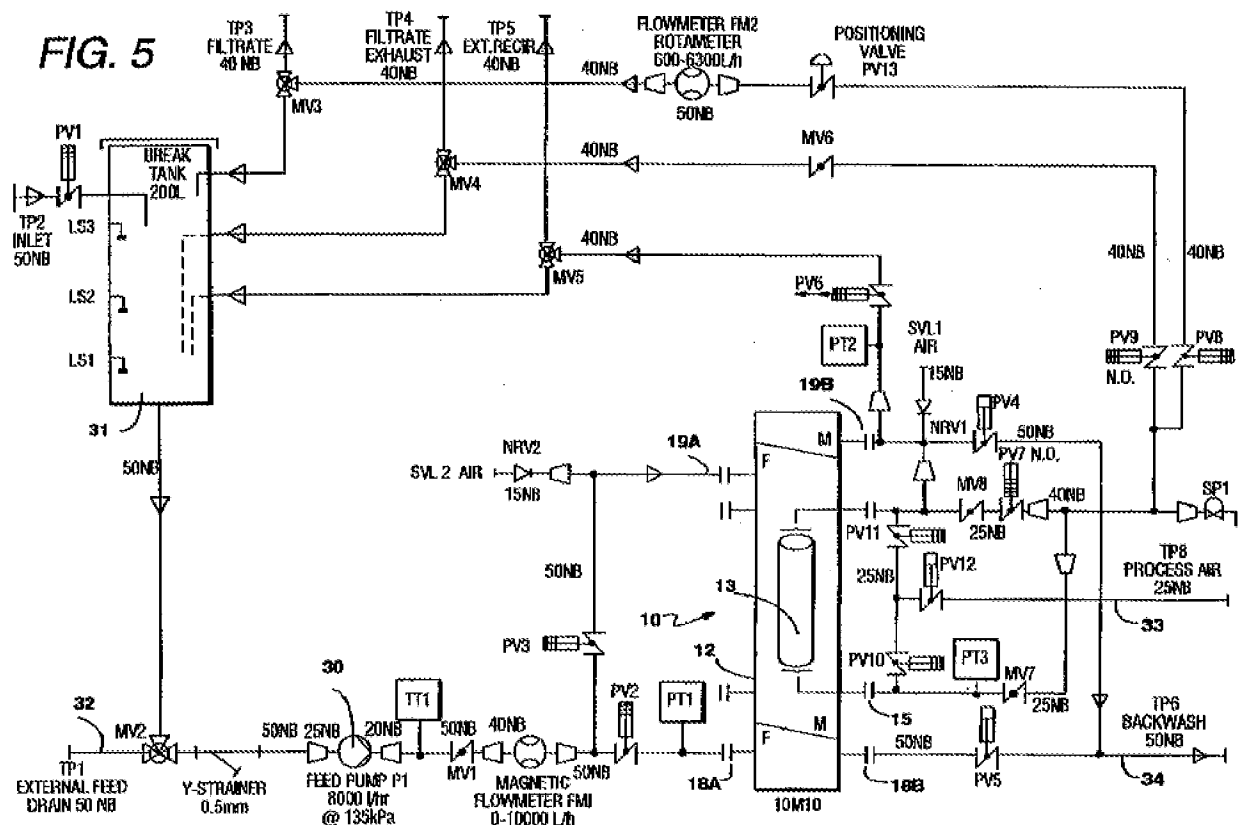 FIG. 5
TP3
FILTRATE
40 NB
TP4
FILTRATE
EXHAUST
40NB
TP5
EXT.RECIR
40NB
FLOWMETER FM2
ROTAMETER
600-6300L/h
POSITIONING
VALVE
PV13
40NB
40NB
50NB
MV3
PV1
BREAK
TANK
200L
MV4
40NB
MV6
TP2
INLET
50NB
LS3
MV5
40NB
40NB
40NB
LS2
PV6
LS1
PT2
SVL1
AIR
PV9
N.O.
PV8
15NB
31
19B
PV4
50NB
NRV1
M
F
50NB
19A
NRV2
SVL 2 AIR
15NB
PV7 N.O.
MV8
40NB
SP1
25NB
PV11
TP8
PROCESS AIR
25NB
50NB
25NB
PV12
13
10
33
PV3
12
PV10
PT3
MV7
30
PV2
PT1
15
25NB
32
MV2
TT1
50NB
25NB
20NB
50NB
40NB
M
F
50NB
TP6
BACKWASH
50NB
TP1
EXTERNAL FEED
DRAIN 50 NB
Y-STRAINER
0.5mm
FEED PUMP P1
8000 l/hr
@ 135kPa
MV1
MAGNETIC
FLOWMETER FM1
0-10000 L/h
50NB
18A
10M10
18B
PV5
34